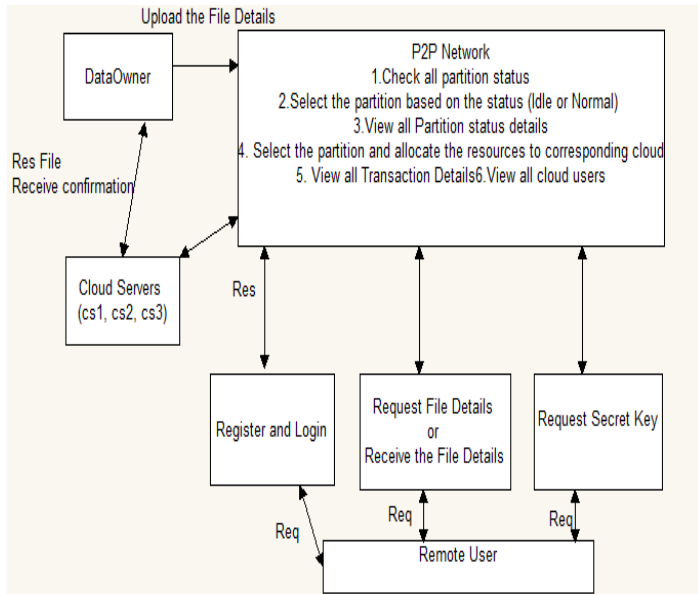 Upload the File Details
DataOwner
P2P Network
1.Check all partition status
2.Select the partition based on the status (Idle or Normal)
3.View all Partition status details
4. Select the partition and allocate the resources to corresponding cloud
5. View all Transaction Details6.View all cloud users
Res File
Receive confirmation
Cloud Servers
(cs1, cs2, cs3)
Res
Register and Login
Request File Details
or
Receive the File Details
Request Secret Key
Req
Req
Req
Remote User